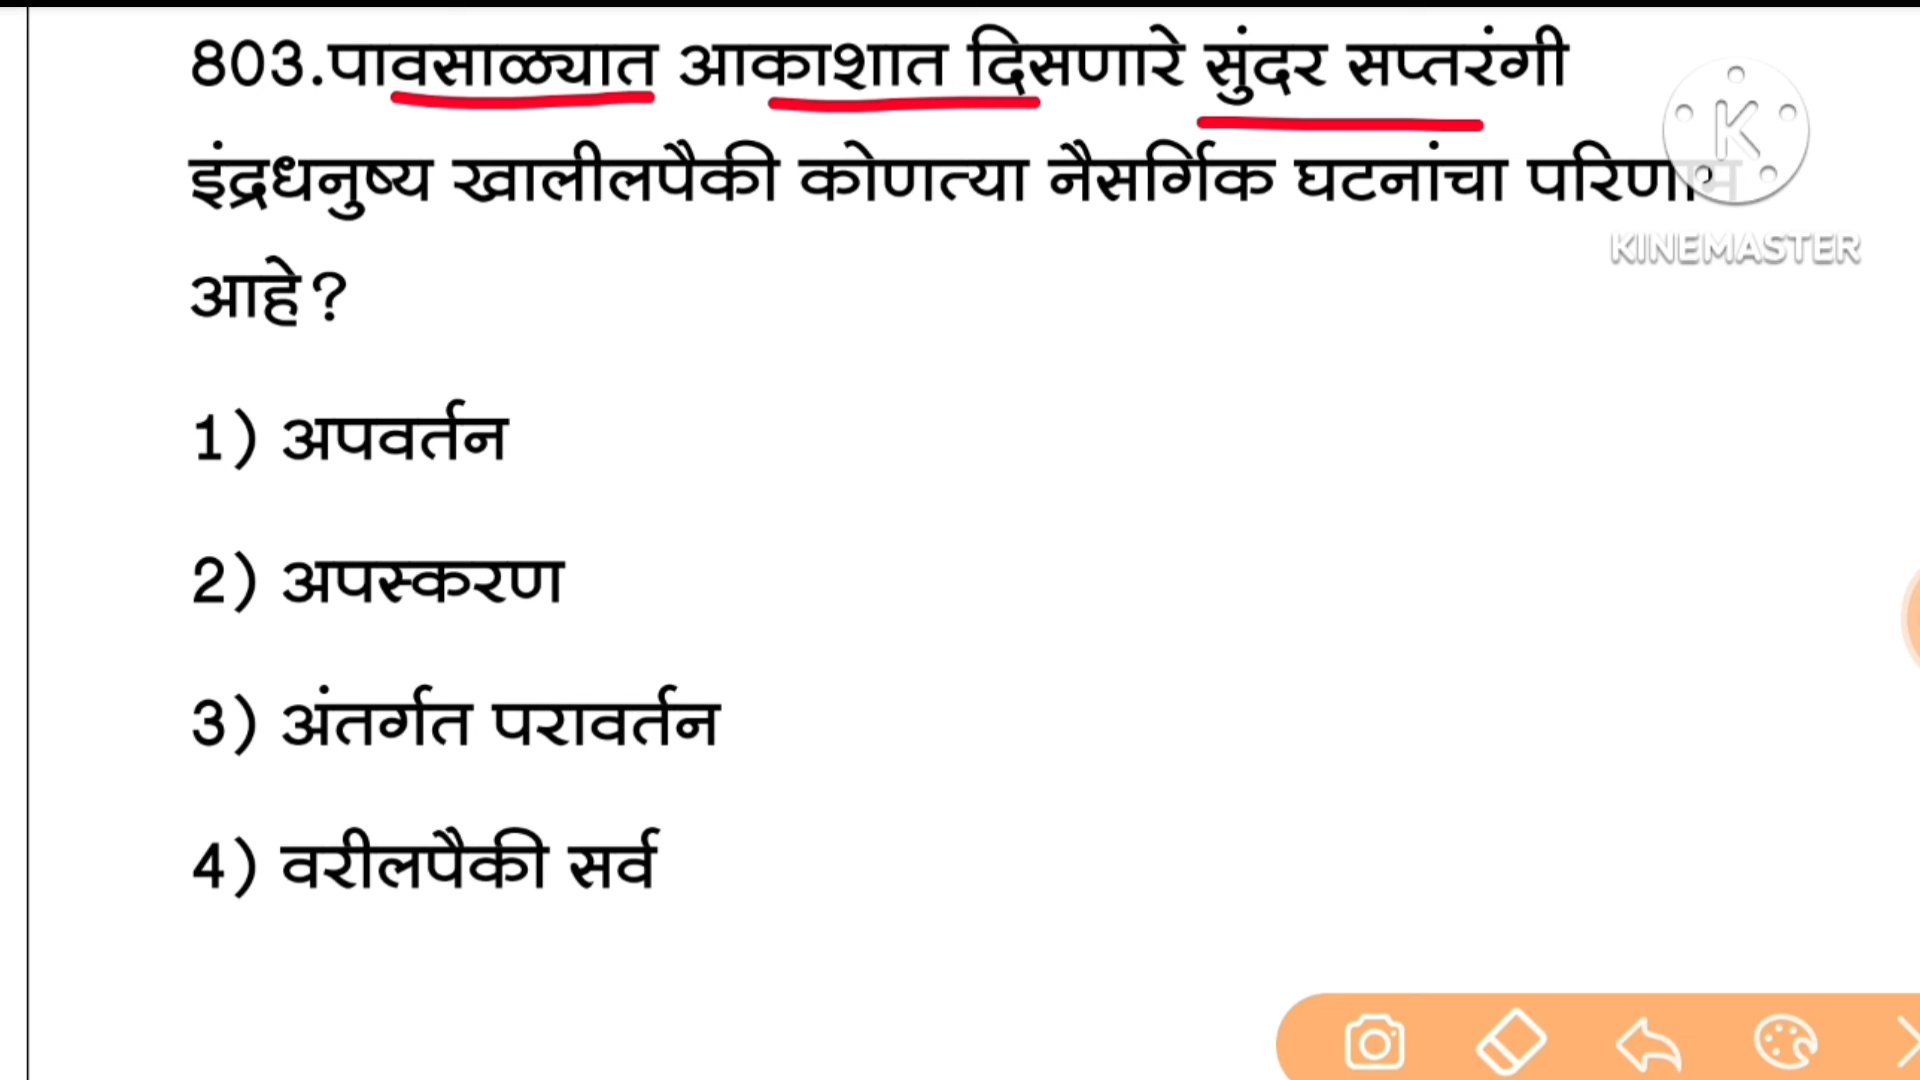 803.पावसाळ्यात आकाशात दिसणारे सुंदर सप्तरंगी
इंद्रधनुष्य खालीलपैकी कोणत्या नैसर्गिक घटनांचा परिणाम
आहे?
K
KINEMASTER
1) अपवर्तन
2) अपस्करण
3) अंतर्गत परावर्तन
4) वरीलपैकी सर्व